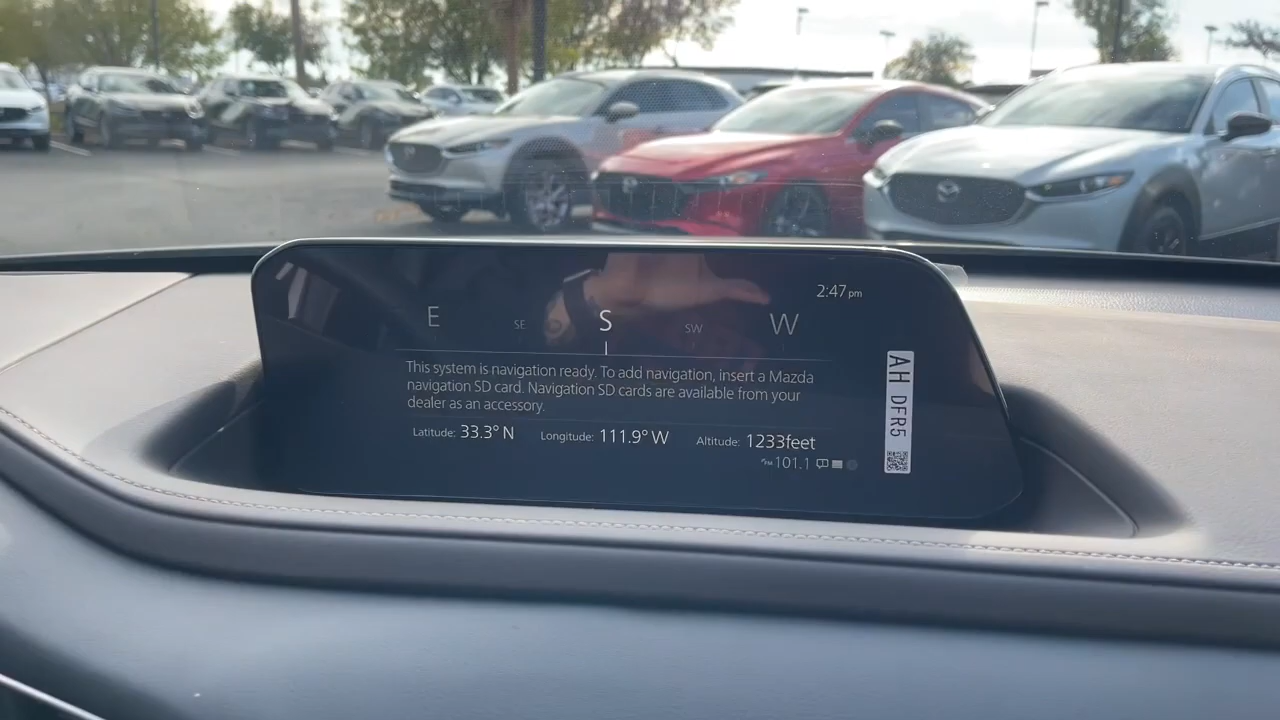 2:47pm
E SE S SW W
This system is navigation ready. To add navigation, insert a Mazda
navigation SD card. Navigation SD cards are available from your
dealer as an accessory.
Latitude: 33.3° N Longitude: 111.9° W Altitude: 1233feet
FM 101.1
AH DFR5